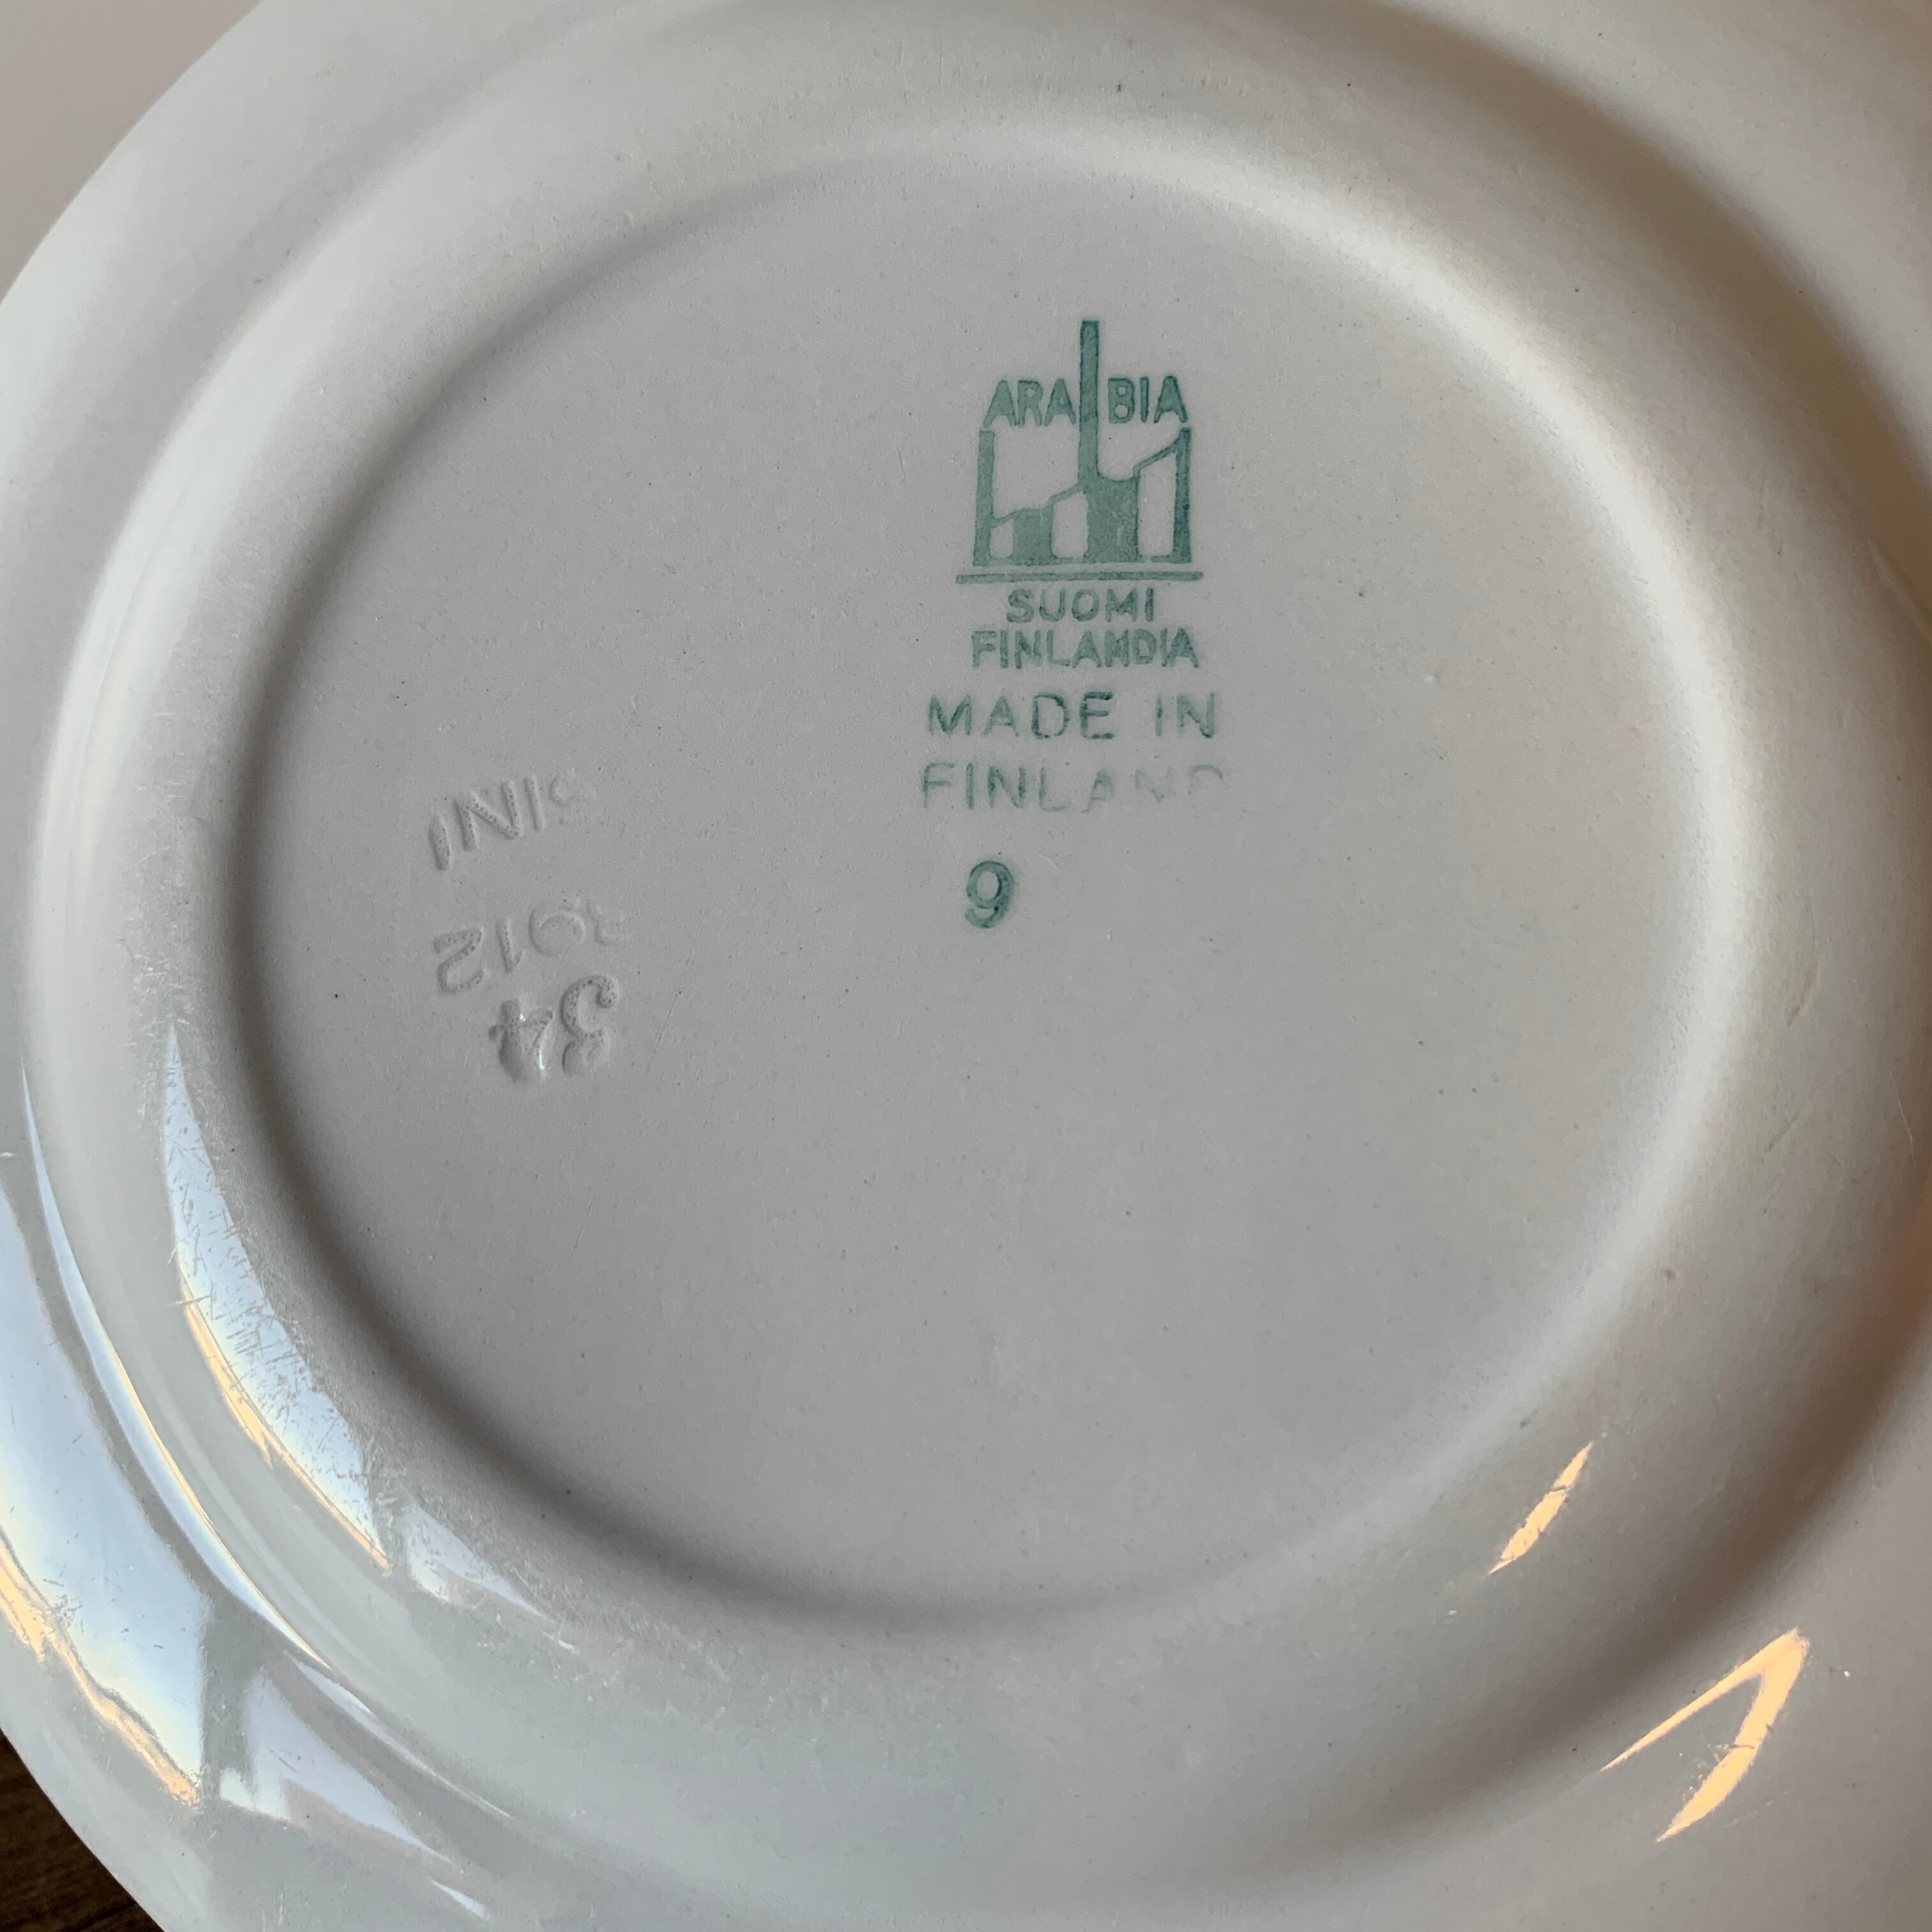 ARABIA
SUOMI
FINLANDIA
MADE IN
FINLAND
9
34
SINI